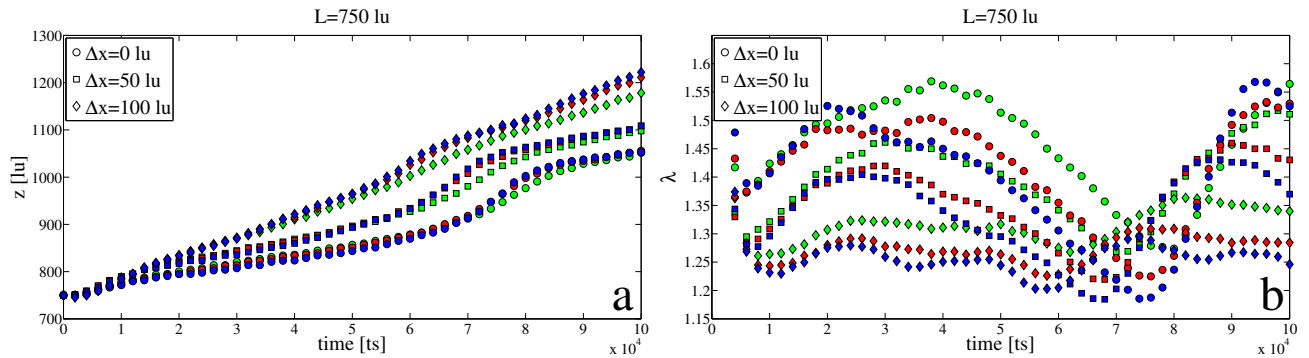 L=750 lu
1300
1200
1100
1000
900
800
700
z [lu]
Δx=0 lu
Δx=50 lu
Δx=100 lu
0 1 2 3 4 5 6 7 8 9 10
time [ts]
x 10^4
a
L=750 lu
1.65
1.6
1.55
1.5
1.45
1.4
1.35
1.3
1.25
1.2
1.15
λ
Δx=0 lu
Δx=50 lu
Δx=100 lu
0 1 2 3 4 5 6 7 8 9 10
time [ts]
x 10^4
b